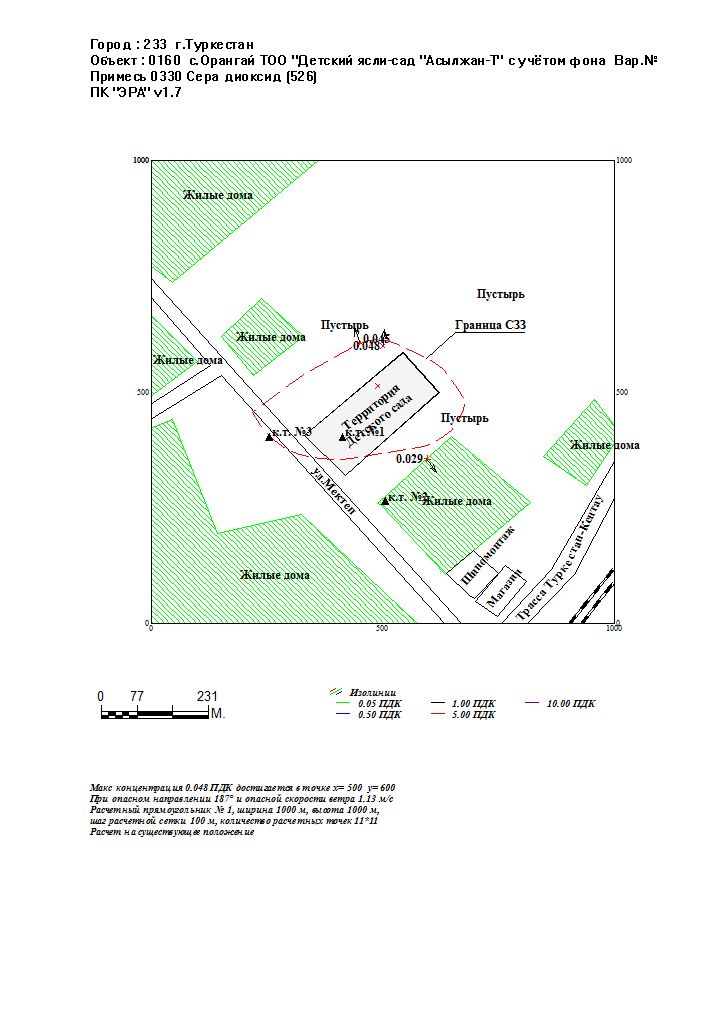 Город : 233 г.Туркестан
Объект : 0160 с.Орангай ТОО "Детский ясли-сад "Асылжан-Т" с учётом фона Вар.№
Примесь 0330 Сера диоксид (526)
ПК "ЭРА" v1.7
1000
1000
Жилые дома
Пустырь
Пустырь
Граница СЗЗ
0.045
0.048
Жилые дома
Жилые дома
500
500
Территория
Детского сада
Пустырь
к.т. №3
к.т. №1
Жилые дома
0.029
ул.Мектеп
к.т. №2
Жилые дома
Трасса Туркестан-Кентау
Шиномонтаж
Жилые дома
Магазин
0
0
500
1000
0 77 231
М.
Изолинии
0.05 ПДК 1.00 ПДК 10.00 ПДК
0.50 ПДК 5.00 ПДК
Макс концентрация 0.048 ПДК достигается в точке x= 500 y= 600
При опасном направлении 187° и опасной скорости ветра 1.13 м/с
Расчетный прямоугольник № 1, ширина 1000 м, высота 1000 м,
шаг расчетной сетки 100 м, количество расчетных точек 11*11
Расчет на существующее положение